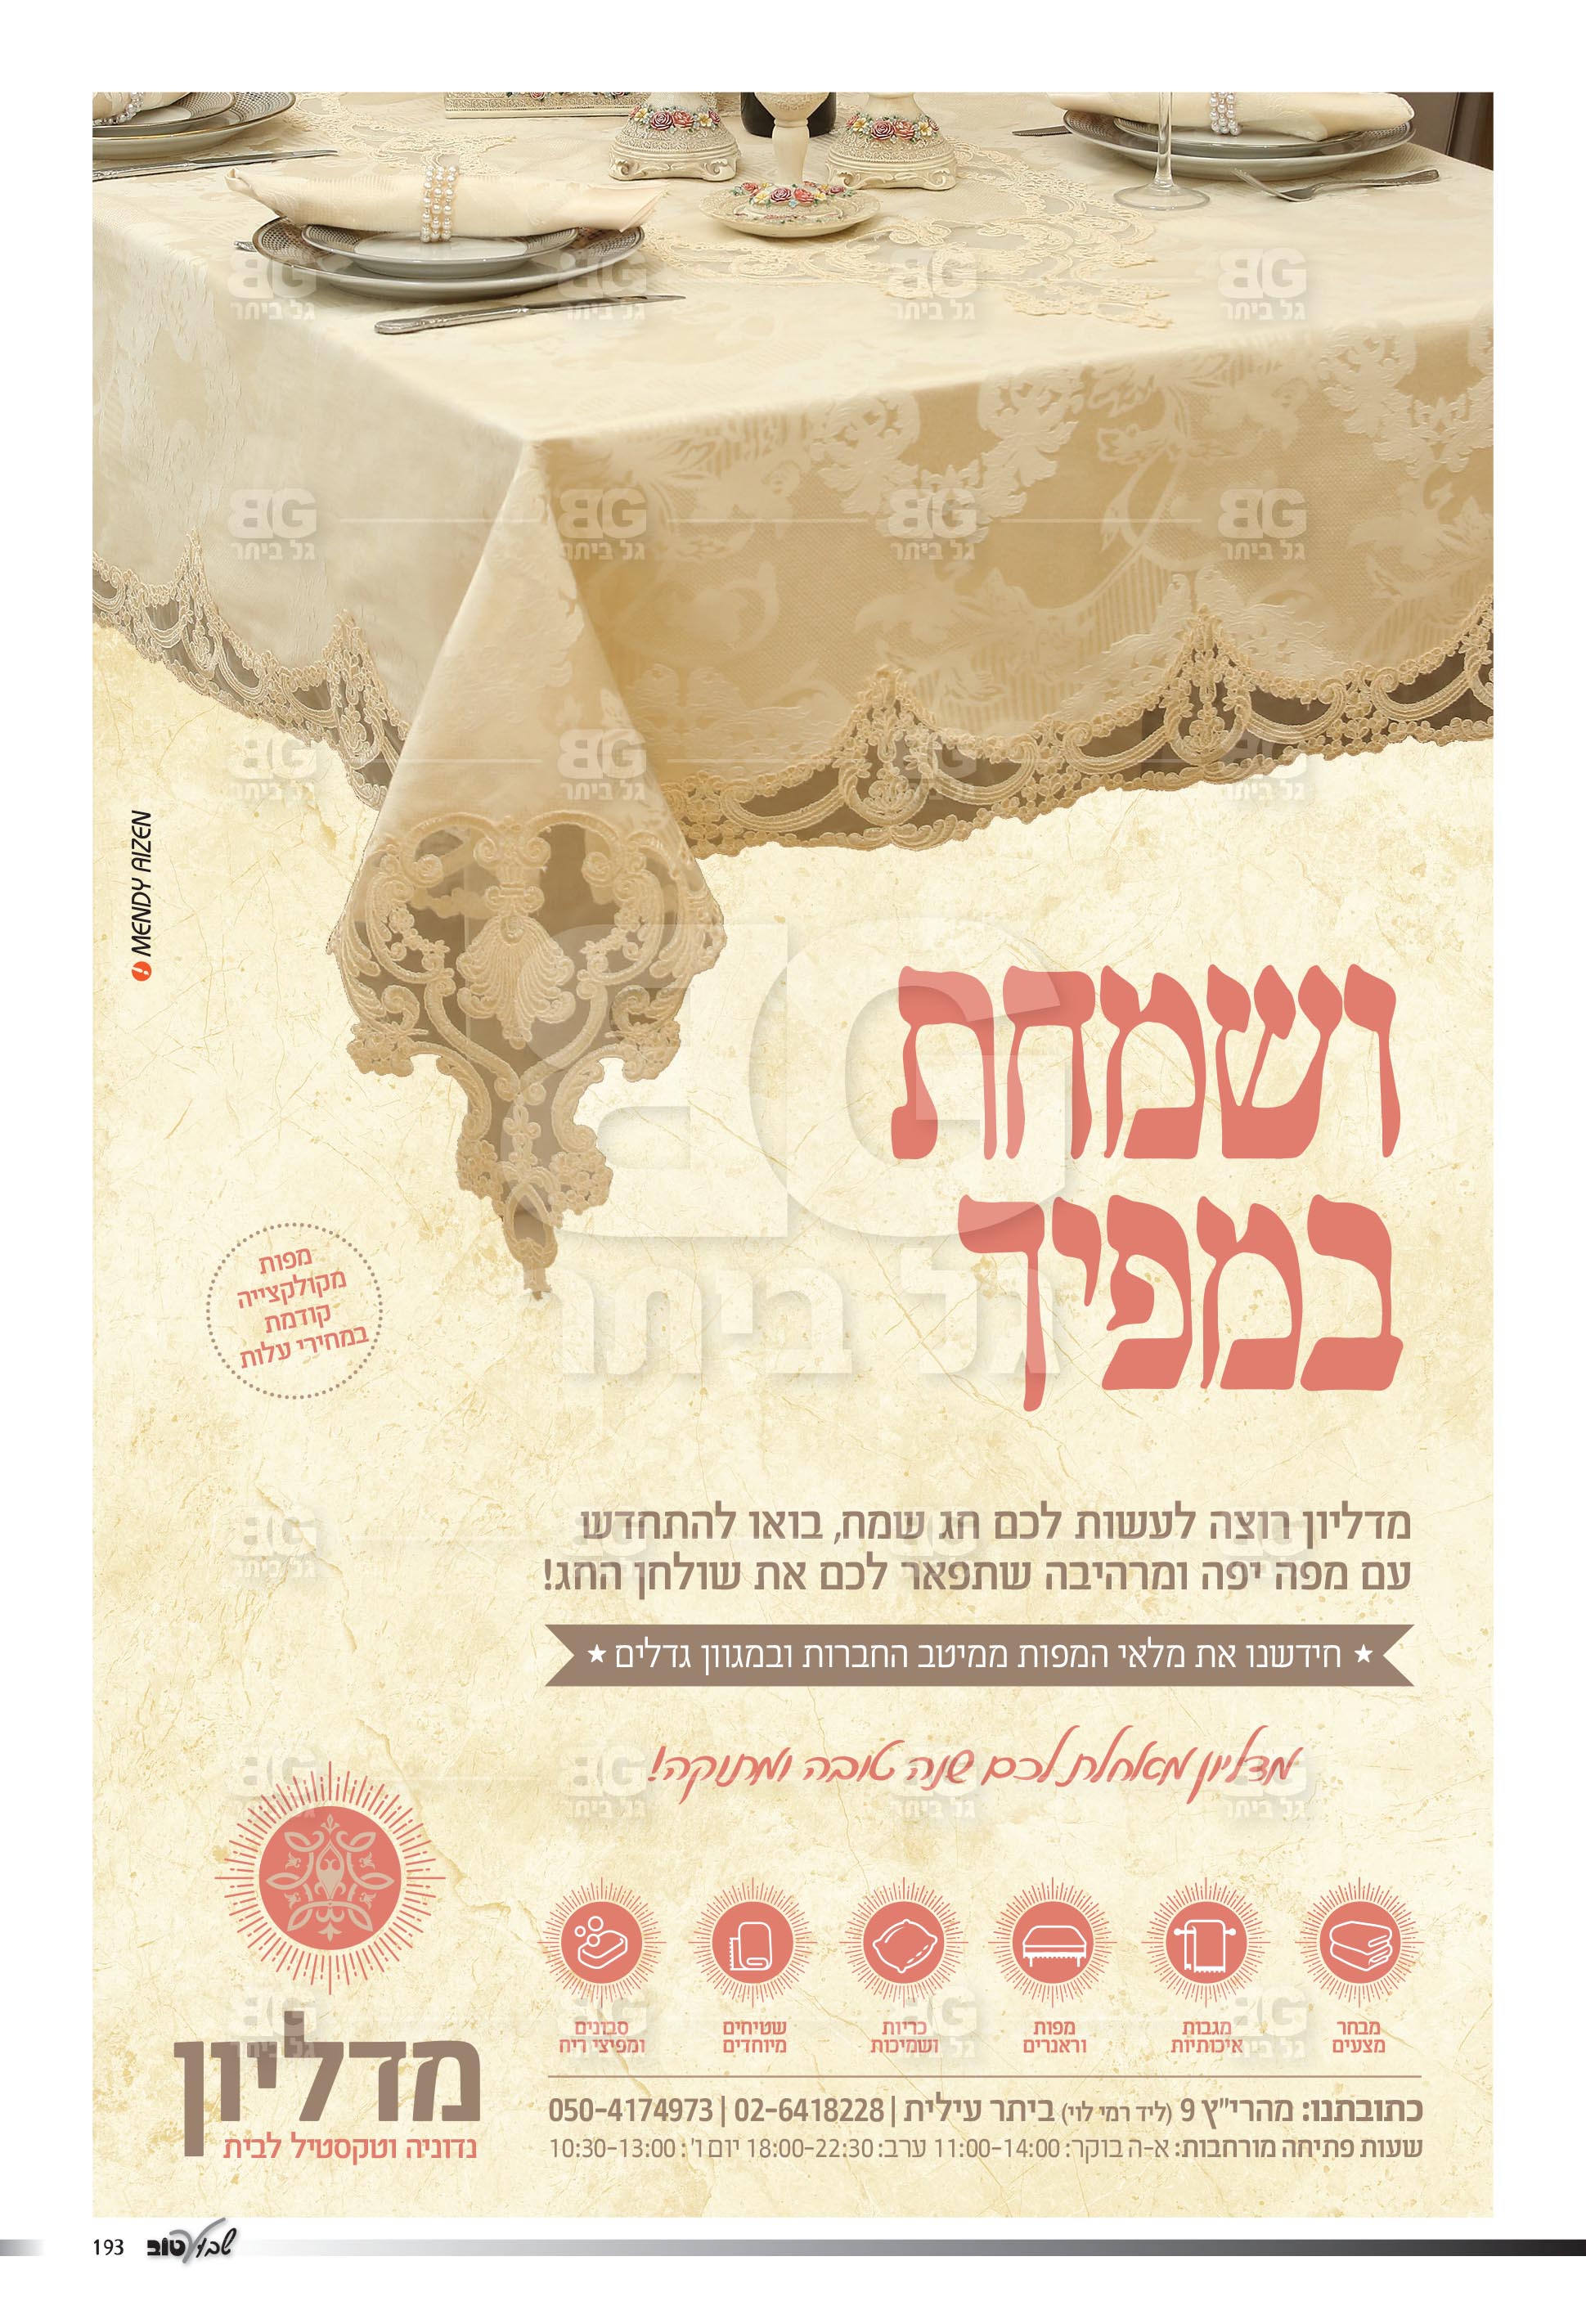 MENDY AIZEN
ושמחת
במפיך
מפות
מקולקצייה
קודמת
במחירי עלות
מדליון רוצה לעשות לכם חג שמח, בואו להתחדש
עם מפה יפה ומרהיבה שתפאר לכם את שולחן החג!
★ חידשנו את מלאי המפות ממיטב החברות ובמגוון גדלים ★
מדליון מאחלת לכם שנה טובה ומתוקה!
מבחר
מצעים
מגבות
איכותיות
מפות
וראנרים
כריות
ושמיכות
שטיחים
מיוחדים
סבונים
ומפיצי ריח
כתובתנו: מהרי"ץ 9 (ליד רמי לוי) ביתר עילית | 02-6418228 | 050-4174973
שעות פתיחה מורחבות: א-ה בוקר: 11:00-14:00 ערב: 18:00-22:30 יום ו': 10:30-13:00
מדליון
נדוניה וטקסטיל לבית
BG
גל ביתר
193 שבוע טוב